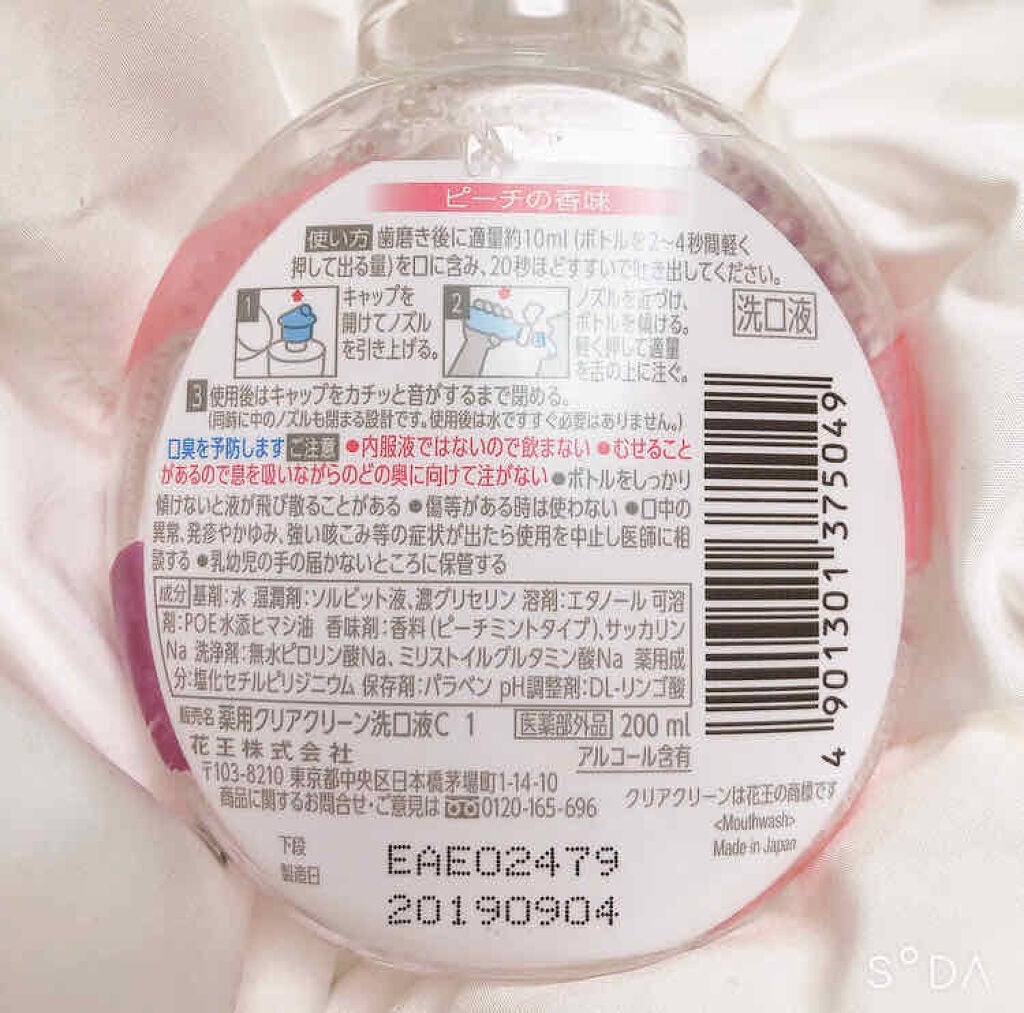 ピーチの香味
使い方 歯磨き後に適量約10ml (ボトルを2〜4秒間軽く
押して出る量)を口に含み、20秒ほどすすいで吐き出してください。
1 キャップを
開けてノズル
を引き上げる。
2 ノズルを近づけ、
ボトルを傾ける。
軽く押して適量
を舌の上に注ぐ。
洗口液
3 使用後はキャップをカチッと音がするまで閉める。
(同時に中のノズルも閉まる設計です。使用後は水ですすぐ必要はありません。)
口臭を予防します ご注意 ●内服液ではないので飲まない ●むせること
があるので息を吸いながらのどの奥に向けて注がない ●ボトルをしっかり
傾けないと液が飛び散ることがある ●傷等がある時は使わない ●口中の
異常、発疹やかゆみ、強い咳こみ等の症状が出たら使用を中止し医師に相
談する ●乳幼児の手の届かないところに保管する
成分 基剤:水 湿潤剤:ソルビット液、濃グリセリン 溶剤:エタノール 可溶
剤:POE水添ヒマシ油 香味剤:香料(ピーチミントタイプ)、サッカリン
Na 洗浄剤:無水ピロリン酸Na、ミリストイルグルタミン酸Na 薬用成
分:塩化セチルピリジニウム 保存剤:パラベン pH調整剤:DL-リンゴ酸
販売名 薬用クリアクリーン洗口液C 1 医薬部外品 200 ml
花王株式会社 アルコール含有
〒103-8210 東京都中央区日本橋茅場町1-14-10
商品に関するお問合せ・ご意見は 0120-165-696
クリアクリーンは花王の商標です
<Mouthwash>
Made in Japan
4 901301 375049
下段
製造日
EAE02479
20190904
S°DA